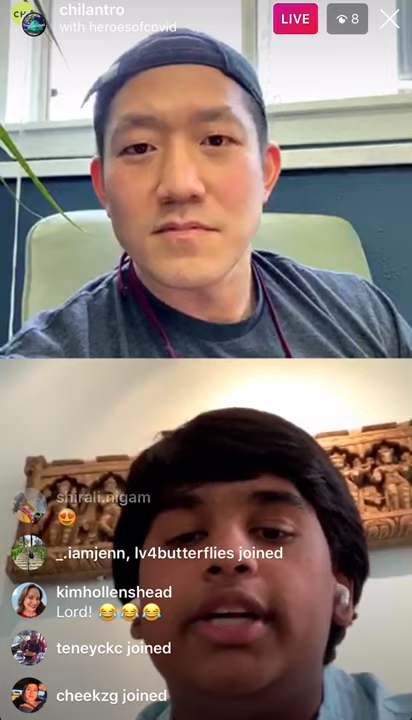 chilantro
with heroesofcovid
LIVE
8
shirali.nigam
😍
_.iamjenn, lv4butterflies joined
kimhollenshead
Lord! 😂😂😂
teneyckc joined
cheekzg joined